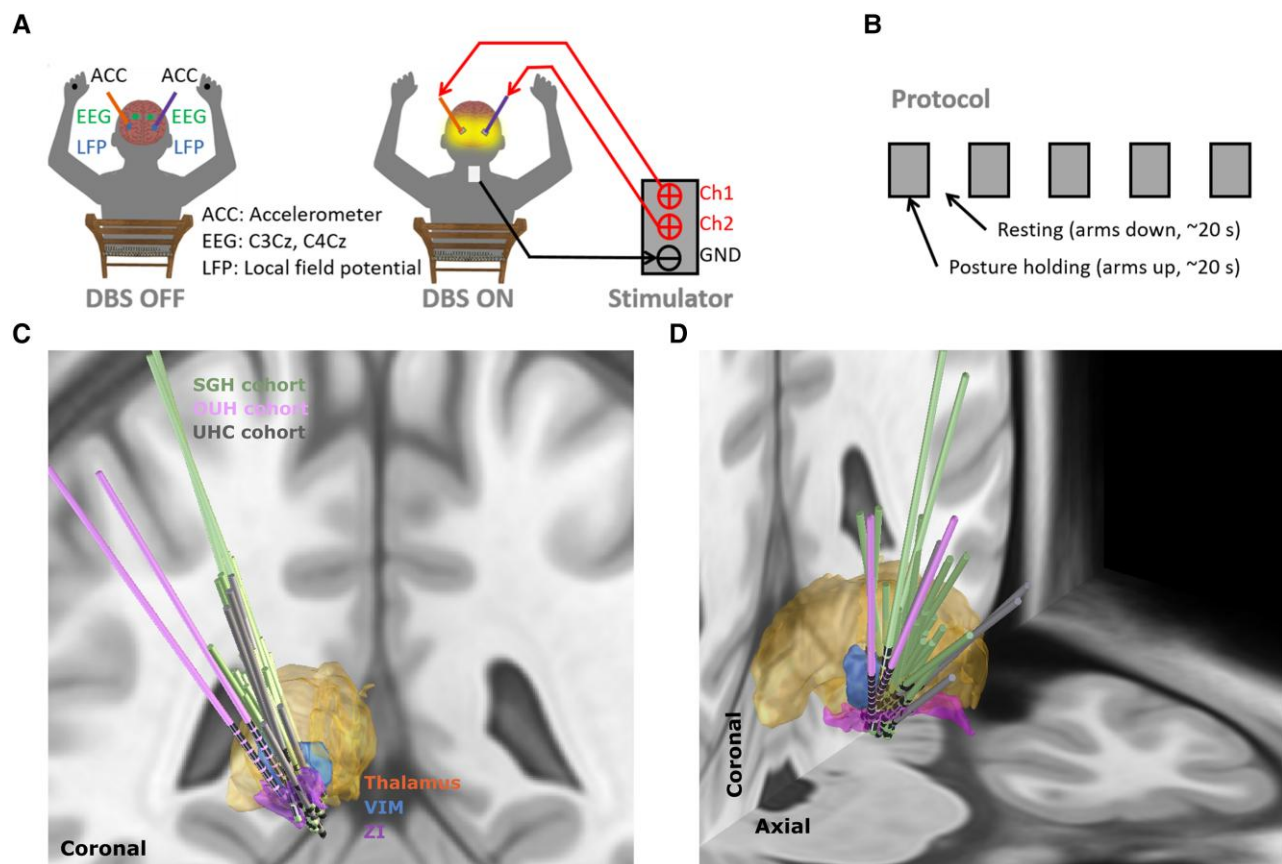 A
ACC ACC
EEG EEG
LFP LFP
ACC: Accelerometer
EEG: C3Cz, C4Cz
LFP: Local field potential
DBS OFF
DBS ON
Ch1
Ch2
GND
Stimulator
B
Protocol
Resting (arms down, ~20 s)
Posture holding (arms up, ~20 s)
C
SGH cohort
OUH cohort
UHC cohort
Thalamus
VIM
ZI
Coronal
D
Coronal
Axial